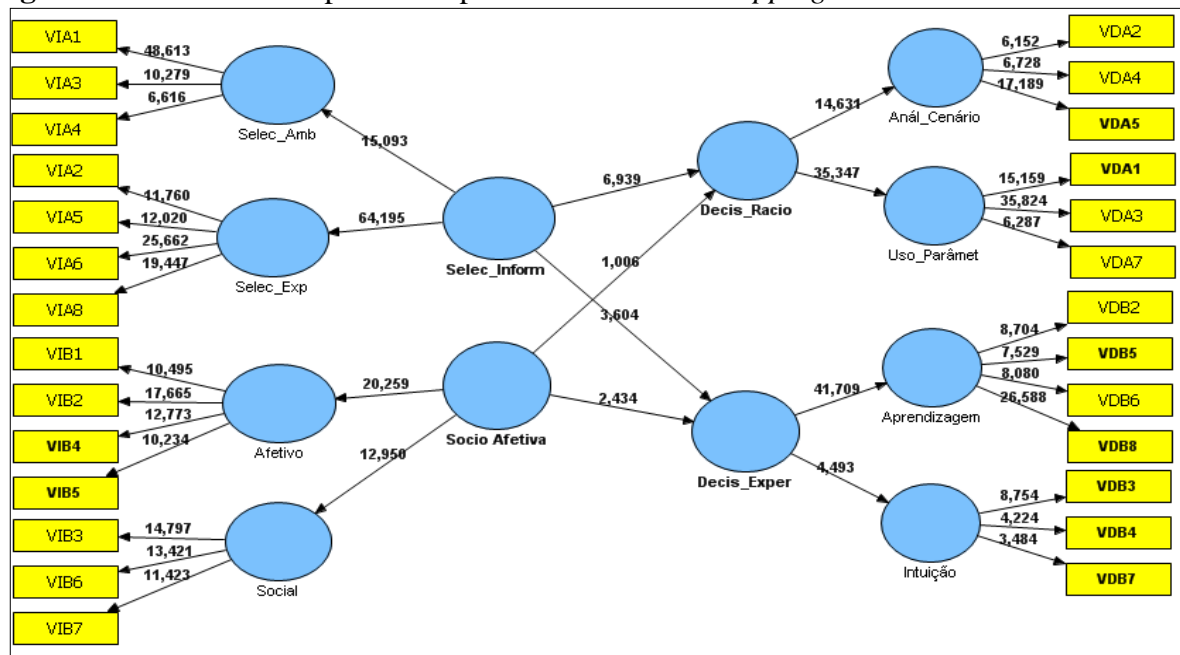 pping
VIA1
48,613
VIA3
10,279
VIA4
6,616
Selec_Amb
15,093
VIA2
11,760
VIA5
12,020
VIA6
25,662
VIA8
19,447
Selec_Exp
64,195
Selec_Inform
6,939
3,604
VIB1
10,495
VIB2
17,665
VIB4
12,773
VIB5
10,234
Afetivo
20,259
Socio Afetiva
12,950
1,006
2,434
VIB3
14,797
VIB6
13,421
VIB7
11,423
Social
Decis_Racio
14,631
35,347
Anál_Cenário
6,152
VDA2
6,728
VDA4
17,189
VDA5
Uso_Parâmet
15,159
VDA1
35,824
VDA3
6,287
VDA7
Decis_Exper
41,709
4,493
Aprendizagem
8,704
VDB2
7,529
VDB5
8,080
VDB6
26,588
VDB8
Intuição
8,754
VDB3
4,224
VDB4
3,484
VDB7